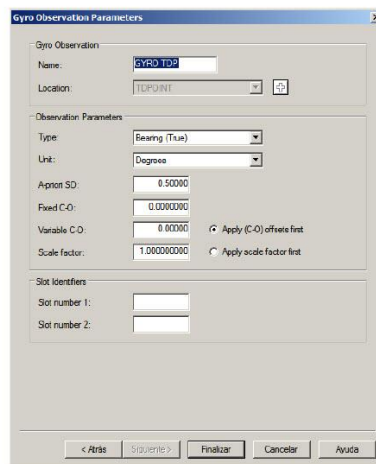 Gyro Observation Parameters
Gyro Observation
Name: GYRO TDP
Location: TDPOINT
Observation Parameters
Type: Bearing (True)
Unit: Degrees
A-priori SD: 0.50000
Fixed C-O: 0.0000000
Variable C-O: 0.00000 Apply (C-O) offsets first
Scale factor: 1.000000000 Apply scale factor first
Slot Identifiers
Slot number 1:
Slot number 2:
< Atrás Siguiente > Finalizar Cancelar Ayuda